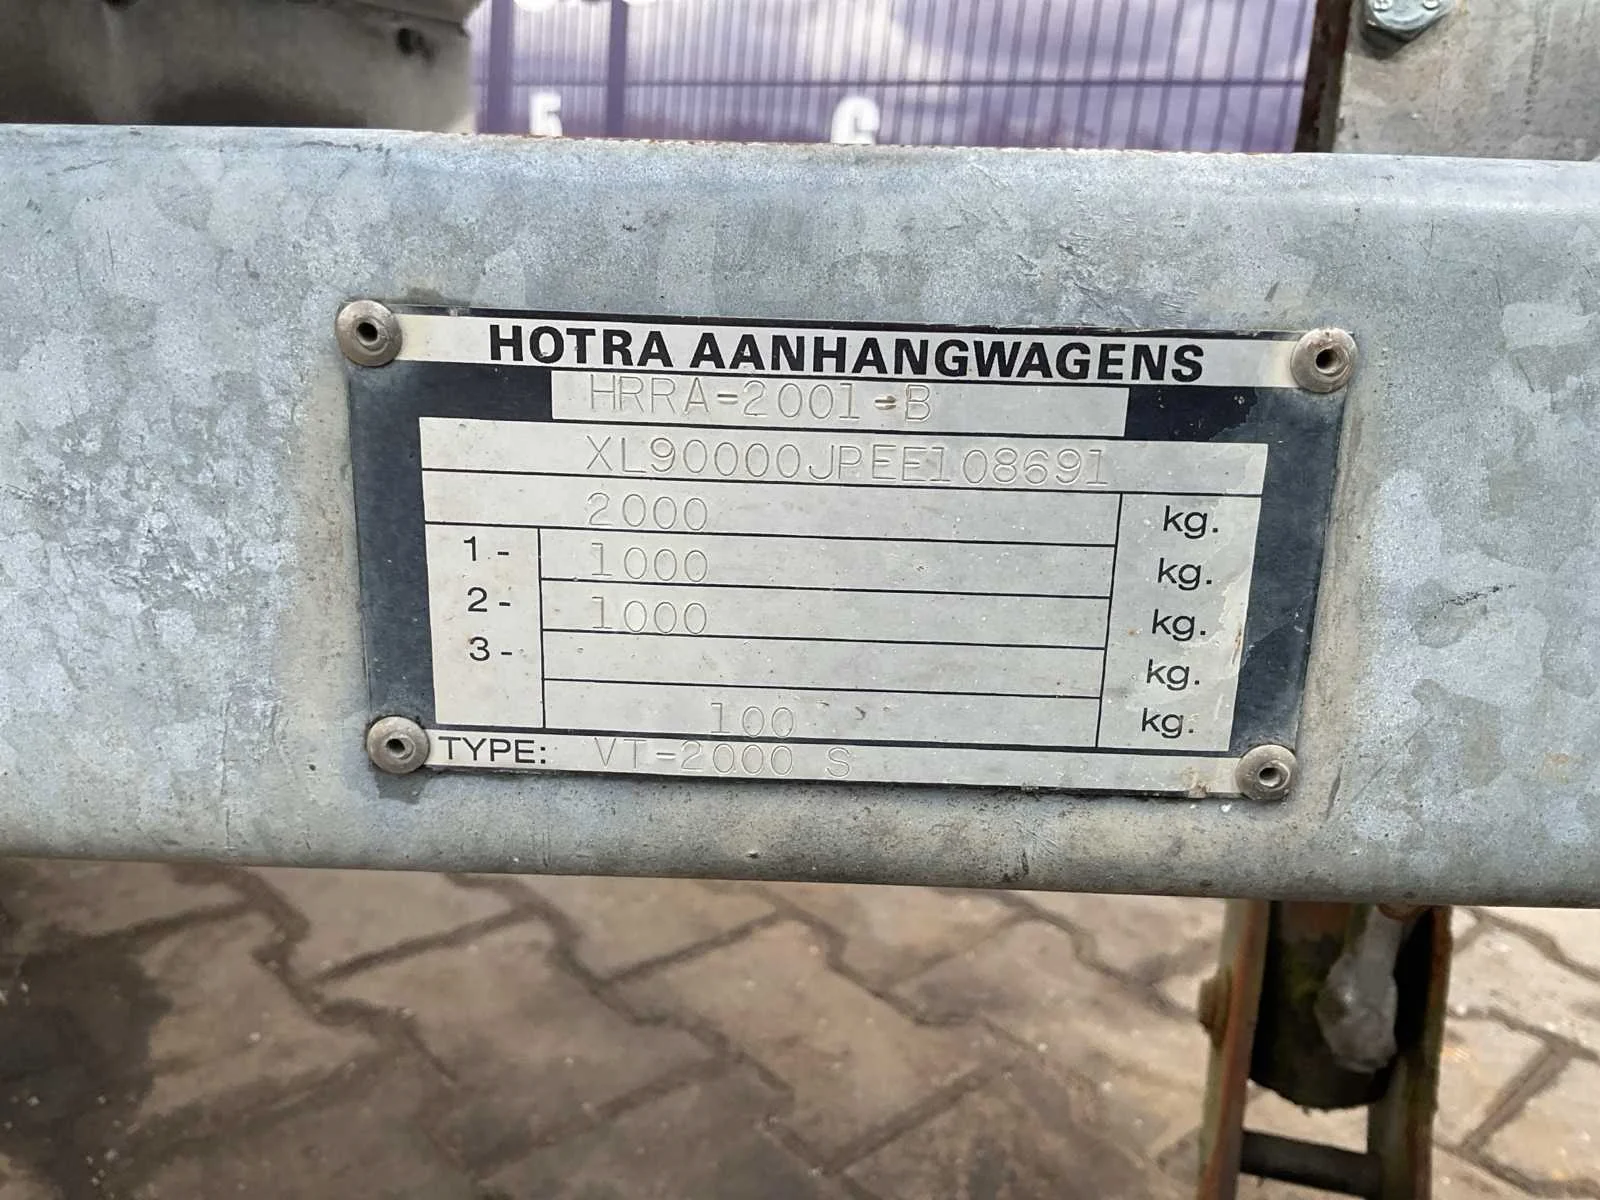 HOTRA AANHANGWAGENS
HRRA-2001-B
XL90000JPEE108691
2000 kg.
1- 1000 kg.
2- 1000 kg.
3- kg.
100 kg.
TYPE: VT-2000 S